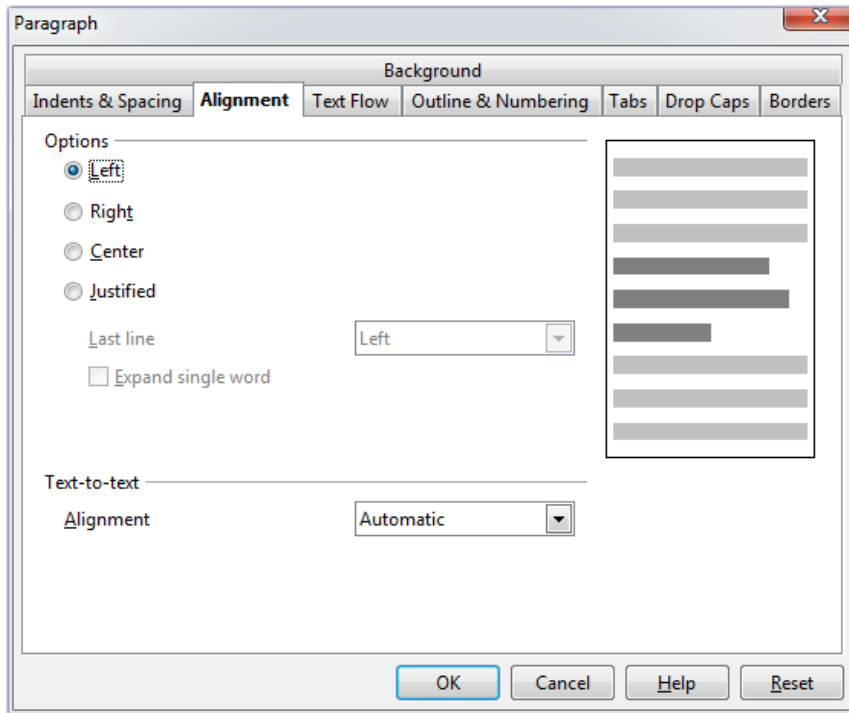 Paragraph
Background
Indents & Spacing Alignment Text Flow Outline & Numbering Tabs Drop Caps Borders
Options
Left
Right
Center
Justified
Last line Left
Expand single word
Text-to-text
Alignment Automatic
OK Cancel Help Reset